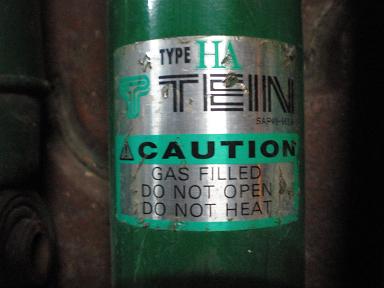 TYPE HA
TEIN
CAUTION
GAS FILLED
DO NOT OPEN
DO NOT HEAT